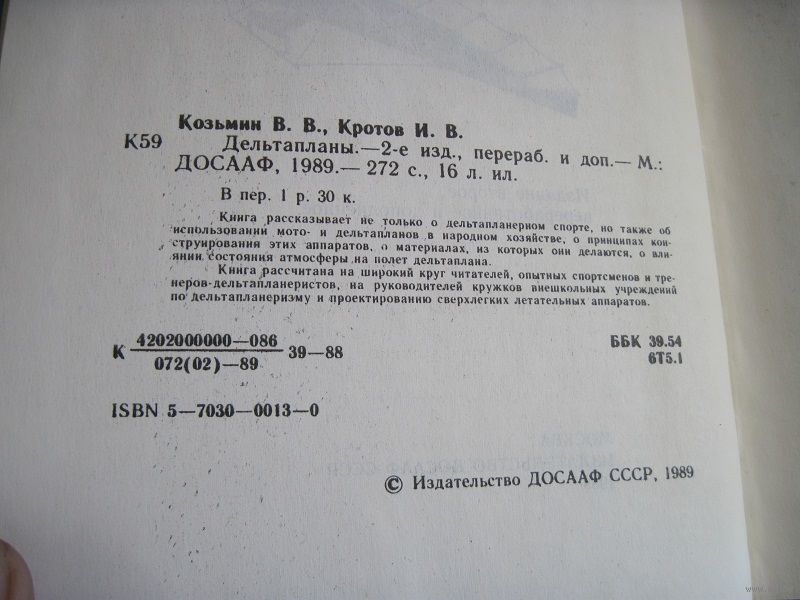 Козьмин В. В., Кротов И. В.
К59 Дельтапланы.—2-е изд., перераб. и доп.— М.:
ДОСААФ, 1989.— 272 с., 16 л. ил.
В пер. 1 р. 30 к.
Книга рассказывает не только о дельтапланерном спорте, но также об
использовании мото- и дельтапланов в народном хозяйстве, о принципах кон-
струирования этих аппаратов, о материалах, из которых они делаются, о вли-
янии состояния атмосферы на полет дельтаплана.
Книга рассчитана на широкий круг читателей, опытных спортсменов и тре-
неров-дельтапланеристов, на руководителей кружков внешкольных учреждений
по дельтапланеризму и проектированию сверхлегких летательных аппаратов.
К 4202000000—086 39—88
072(02)—89
ББК 39.54
6Т5.1
ISBN 5—7030—0013—0
© Издательство ДОСААФ СССР, 1989